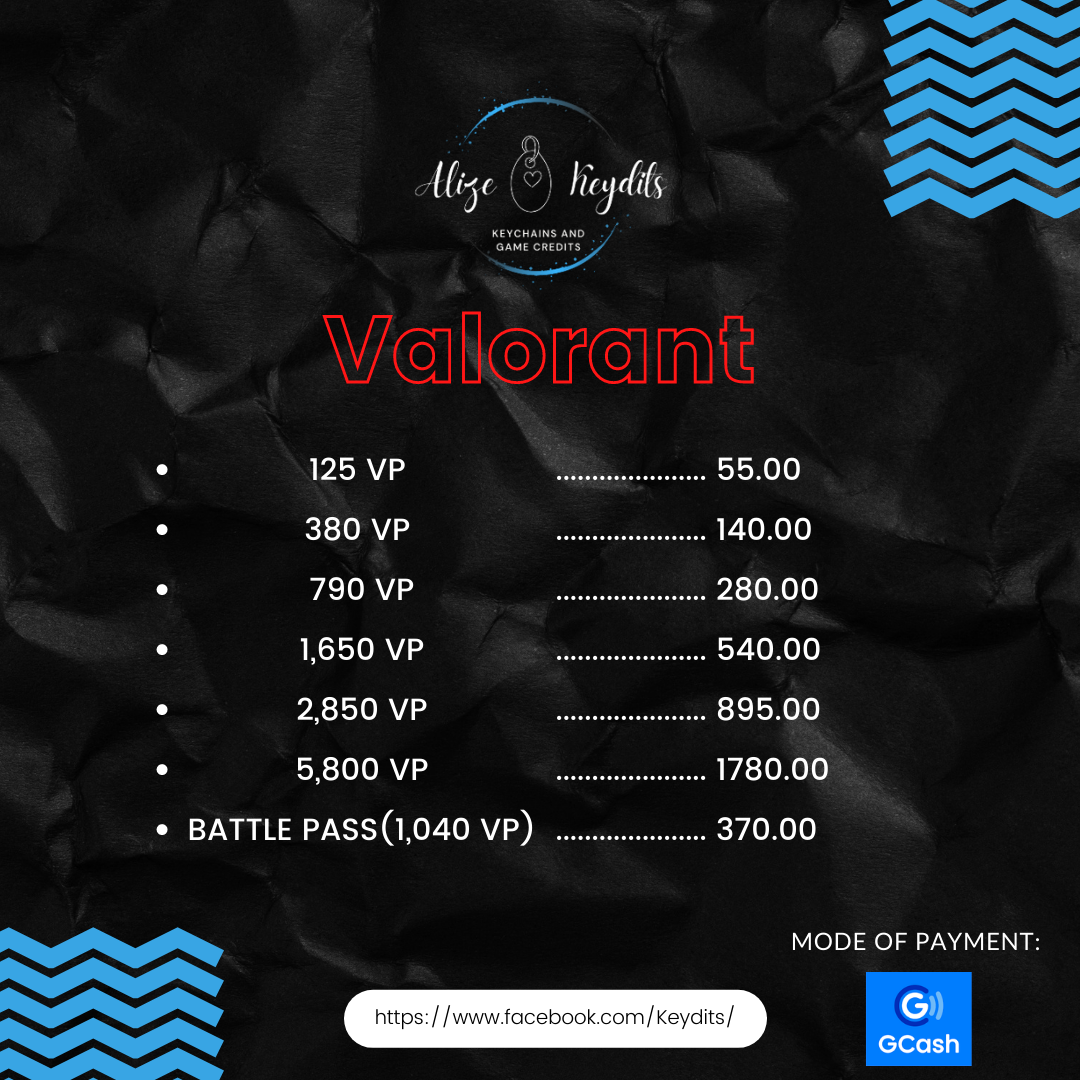 Alize Keydits
KEYCHAINS AND
GAME CREDITS
Valorant
• 125 VP ..................... 55.00
• 380 VP ..................... 140.00
• 790 VP ..................... 280.00
• 1,650 VP ..................... 540.00
• 2,850 VP ..................... 895.00
• 5,800 VP ..................... 1780.00
• BATTLE PASS(1,040 VP) ..................... 370.00
MODE OF PAYMENT:
G
GCash
https://www.facebook.com/Keydits/